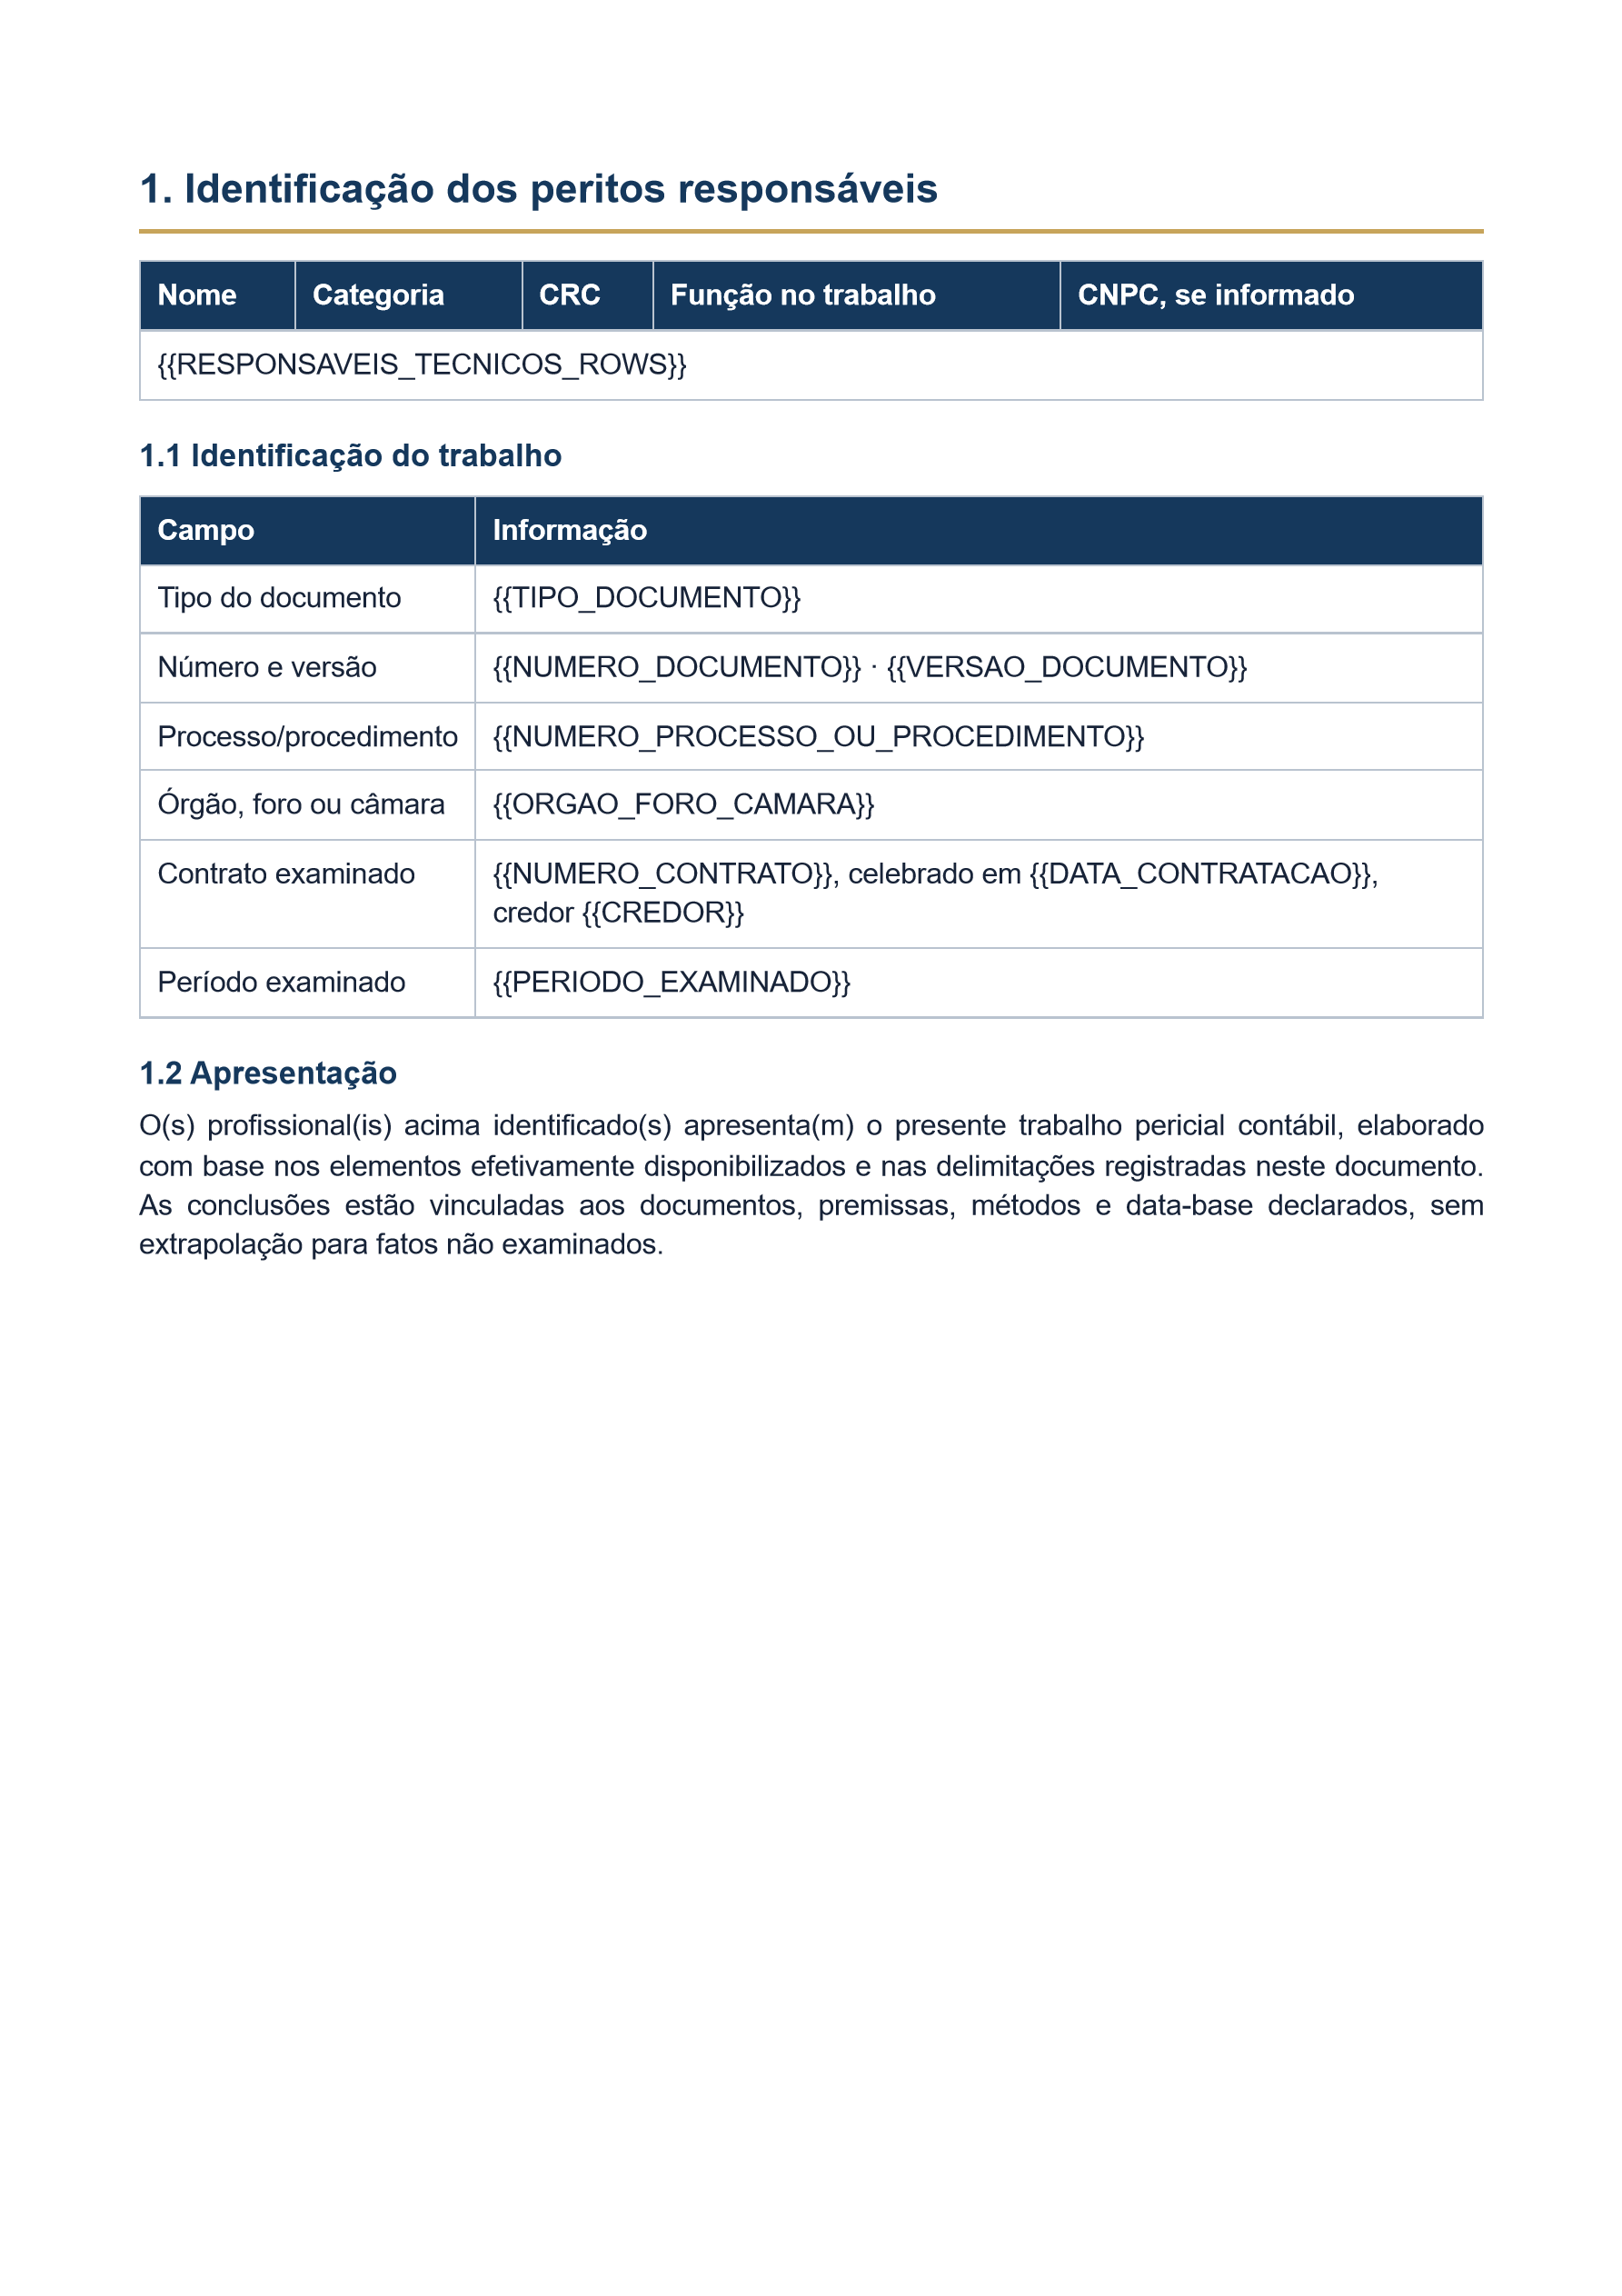 1. Identificação dos peritos responsáveis
Nome Categoria CRC Função no trabalho CNPC, se informado
{{RESPONSAVEIS_TECNICOS_ROWS}}
1.1 Identificação do trabalho
Campo Informação
Tipo do documento {{TIPO_DOCUMENTO}}
Número e versão {{NUMERO_DOCUMENTO}} · {{VERSAO_DOCUMENTO}}
Processo/procedimento {{NUMERO_PROCESSO_OU_PROCEDIMENTO}}
Órgão, foro ou câmara {{ORGAO_FORO_CAMARA}}
Contrato examinado {{NUMERO_CONTRATO}}, celebrado em {{DATA_CONTRATACAO}},
credor {{CREDOR}}
Período examinado {{PERIODO_EXAMINADO}}
1.2 Apresentação
O(s) profissional(is) acima identificado(s) apresenta(m) o presente trabalho pericial contábil, elaborado
com base nos elementos efetivamente disponibilizados e nas delimitações registradas neste documento.
As conclusões estão vinculadas aos documentos, premissas, métodos e data-base declarados, sem
extrapolação para fatos não examinados.